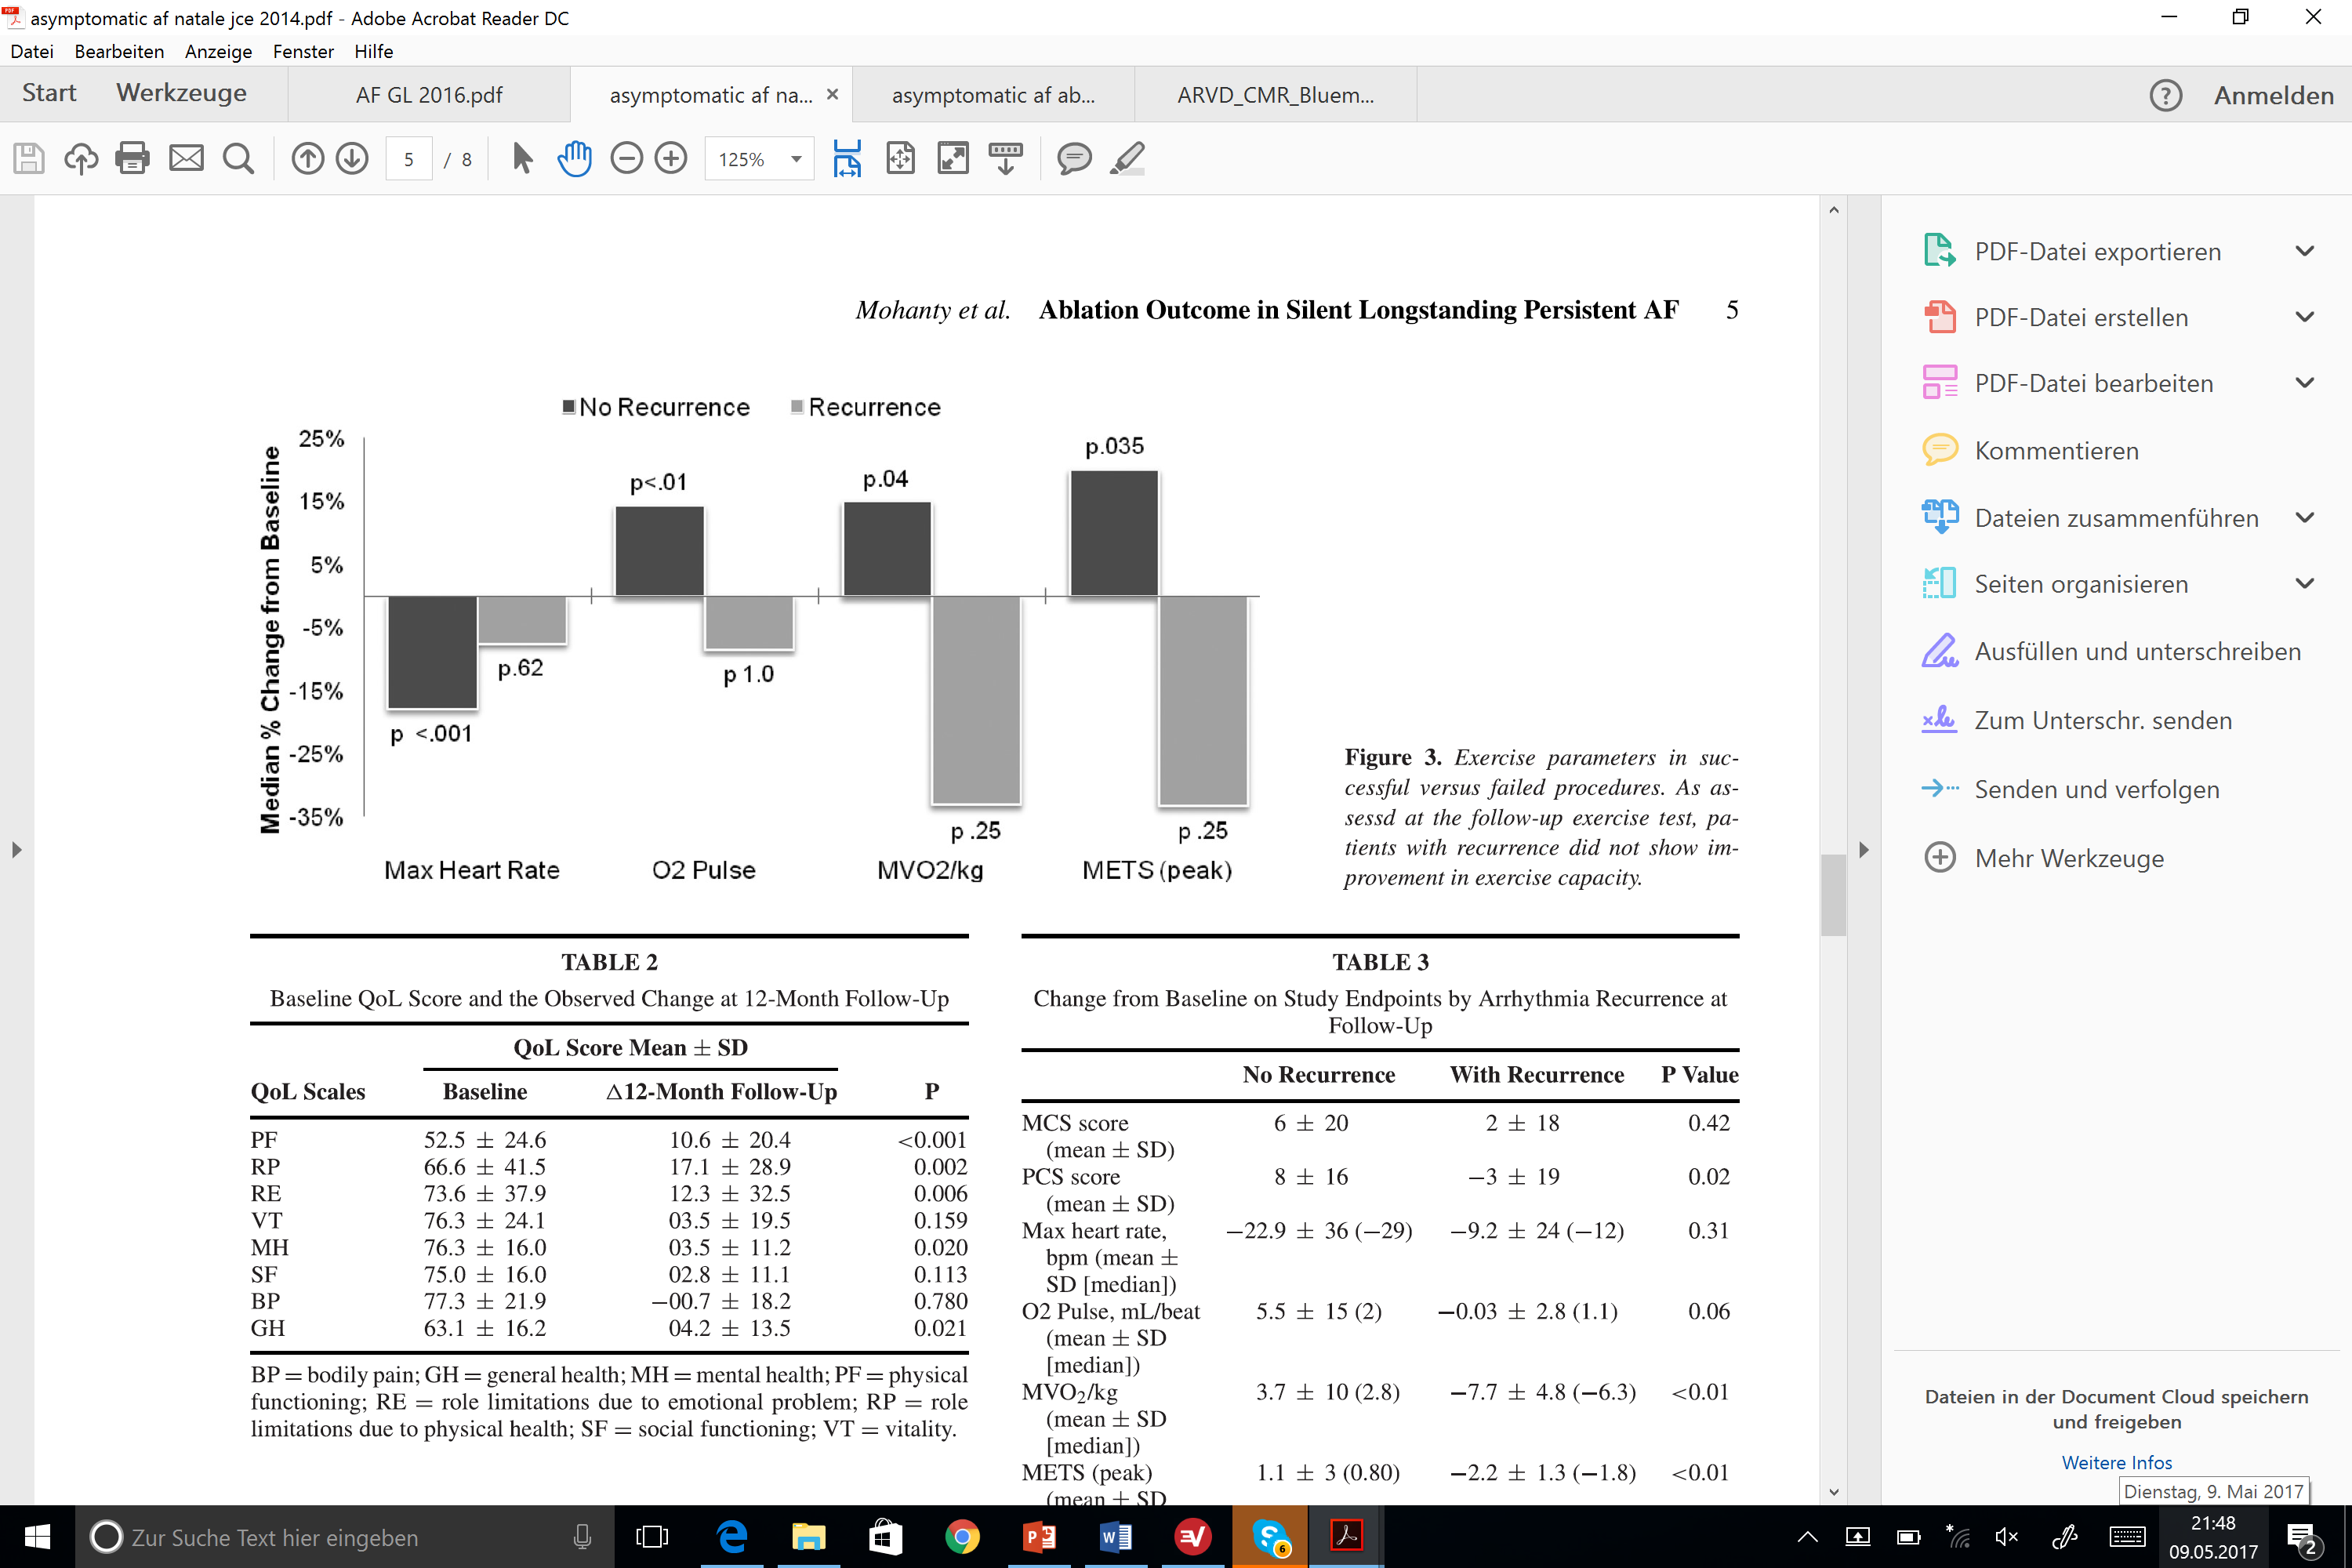 asymptomatic af natale jce 2014.pdf - Adobe Acrobat Reader DC
Datei Bearbeiten Anzeige Fenster Hilfe
Start Werkzeuge AF GL 2016.pdf asymptomatic af na... asymptomatic af ab... ARVD_CMR_Bluem... Anmelden
5 / 8 125%
Mohanty et al. Ablation Outcome in Silent Longstanding Persistent AF 5
No Recurrence Recurrence
Median % Change from Baseline
25%
15%
5%
-5%
-15%
-25%
-35%
p <.001
p.62
p<.01
p 1.0
p.04
p .25
p.035
p .25
Max Heart Rate O2 Pulse MVO2/kg METS (peak)
Figure 3. Exercise parameters in suc-
cessful versus failed procedures. As as-
sessd at the follow-up exercise test, pa-
tients with recurrence did not show im-
provement in exercise capacity.
TABLE 2
Baseline QoL Score and the Observed Change at 12-Month Follow-Up
QoL Score Mean ± SD
QoL Scales Baseline △12-Month Follow-Up P
PF 52.5 ± 24.6 10.6 ± 20.4 <0.001
RP 66.6 ± 41.5 17.1 ± 28.9 0.002
RE 73.6 ± 37.9 12.3 ± 32.5 0.006
VT 76.3 ± 24.1 03.5 ± 19.5 0.159
MH 76.3 ± 16.0 03.5 ± 11.2 0.020
SF 75.0 ± 16.0 02.8 ± 11.1 0.113
BP 77.3 ± 21.9 −00.7 ± 18.2 0.780
GH 63.1 ± 16.2 04.2 ± 13.5 0.021
BP = bodily pain; GH = general health; MH = mental health; PF = physical
functioning; RE = role limitations due to emotional problem; RP = role
limitations due to physical health; SF = social functioning; VT = vitality.
TABLE 3
Change from Baseline on Study Endpoints by Arrhythmia Recurrence at
Follow-Up
No Recurrence With Recurrence P Value
MCS score 6 ± 20 2 ± 18 0.42
(mean ± SD)
PCS score 8 ± 16 −3 ± 19 0.02
(mean ± SD)
Max heart rate, −22.9 ± 36 (−29) −9.2 ± 24 (−12) 0.31
bpm (mean ±
SD [median])
O2 Pulse, mL/beat 5.5 ± 15 (2) −0.03 ± 2.8 (1.1) 0.06
(mean ± SD
[median])
MVO2/kg 3.7 ± 10 (2.8) −7.7 ± 4.8 (−6.3) <0.01
(mean ± SD
[median])
METS (peak) 1.1 ± 3 (0.80) −2.2 ± 1.3 (−1.8) <0.01
(mean ± SD
PDF-Datei exportieren
PDF-Datei erstellen
PDF-Datei bearbeiten
Kommentieren
Dateien zusammenführen
Seiten organisieren
Ausfüllen und unterschreiben
Zum Unterschr. senden
Senden und verfolgen
Mehr Werkzeuge
Dateien in der Document Cloud speichern
und freigeben
Weitere Infos
Dienstag, 9. Mai 2017
Zur Suche Text hier eingeben
6
21:48
09.05.2017
2